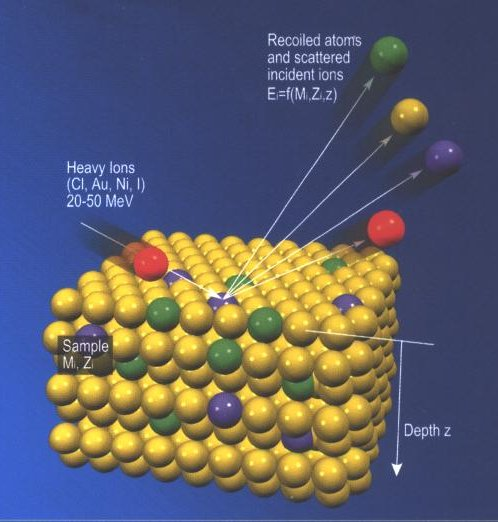 Recoiled atoms
and scattered
incident ions
Eᵢ=f(Mᵢ,Zᵢ,z)
Heavy Ions
(Cl, Au, Ni, I)
20-50 MeV
Sample
Mᵢ, Zᵢ
Depth z